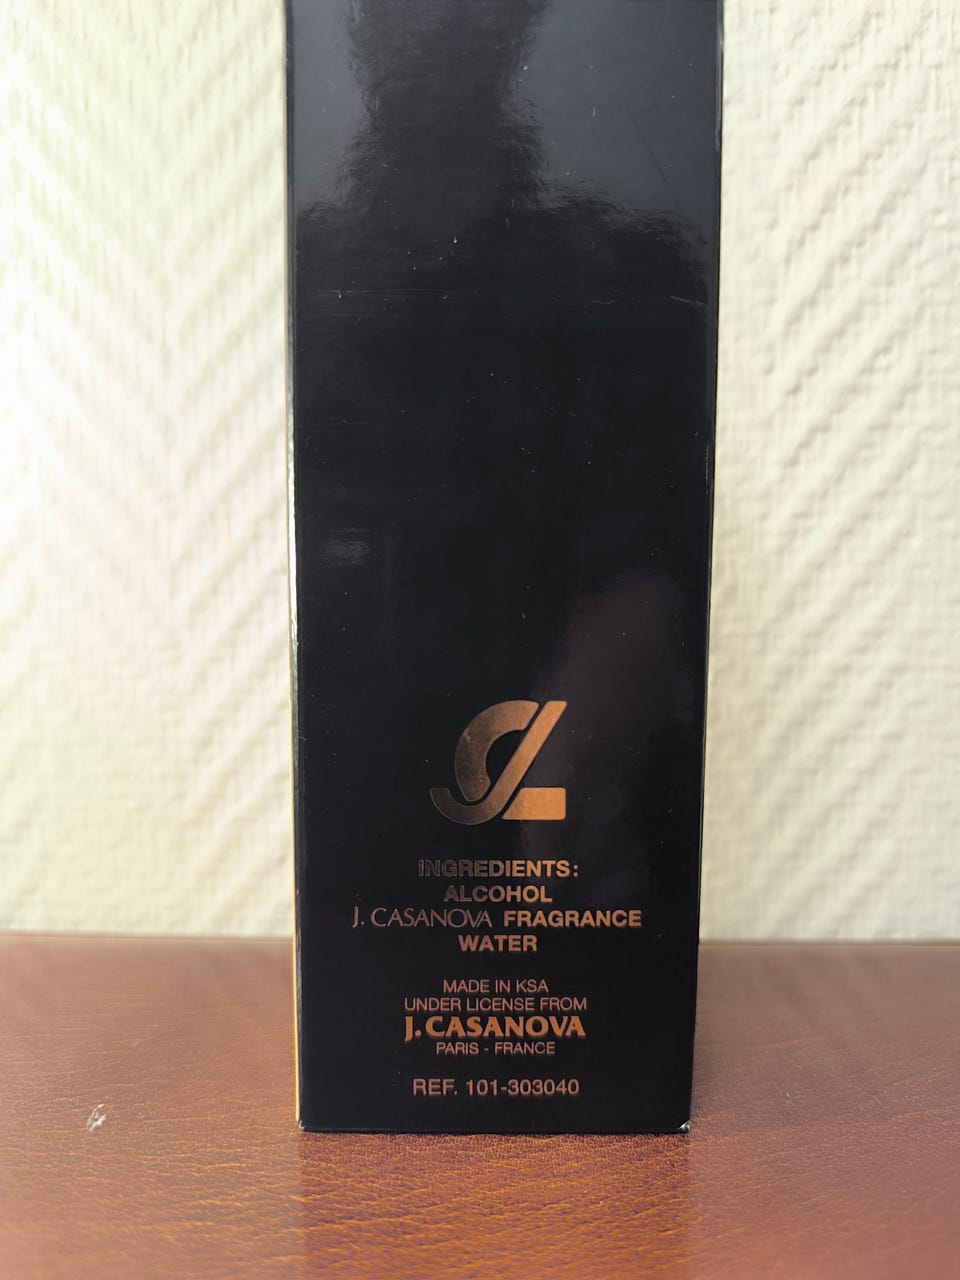 INGREDIENTS:
ALCOHOL
J. CASANOVA FRAGRANCE
WATER
MADE IN KSA
UNDER LICENSE FROM
J. CASANOVA
PARIS - FRANCE
REF. 101-303040